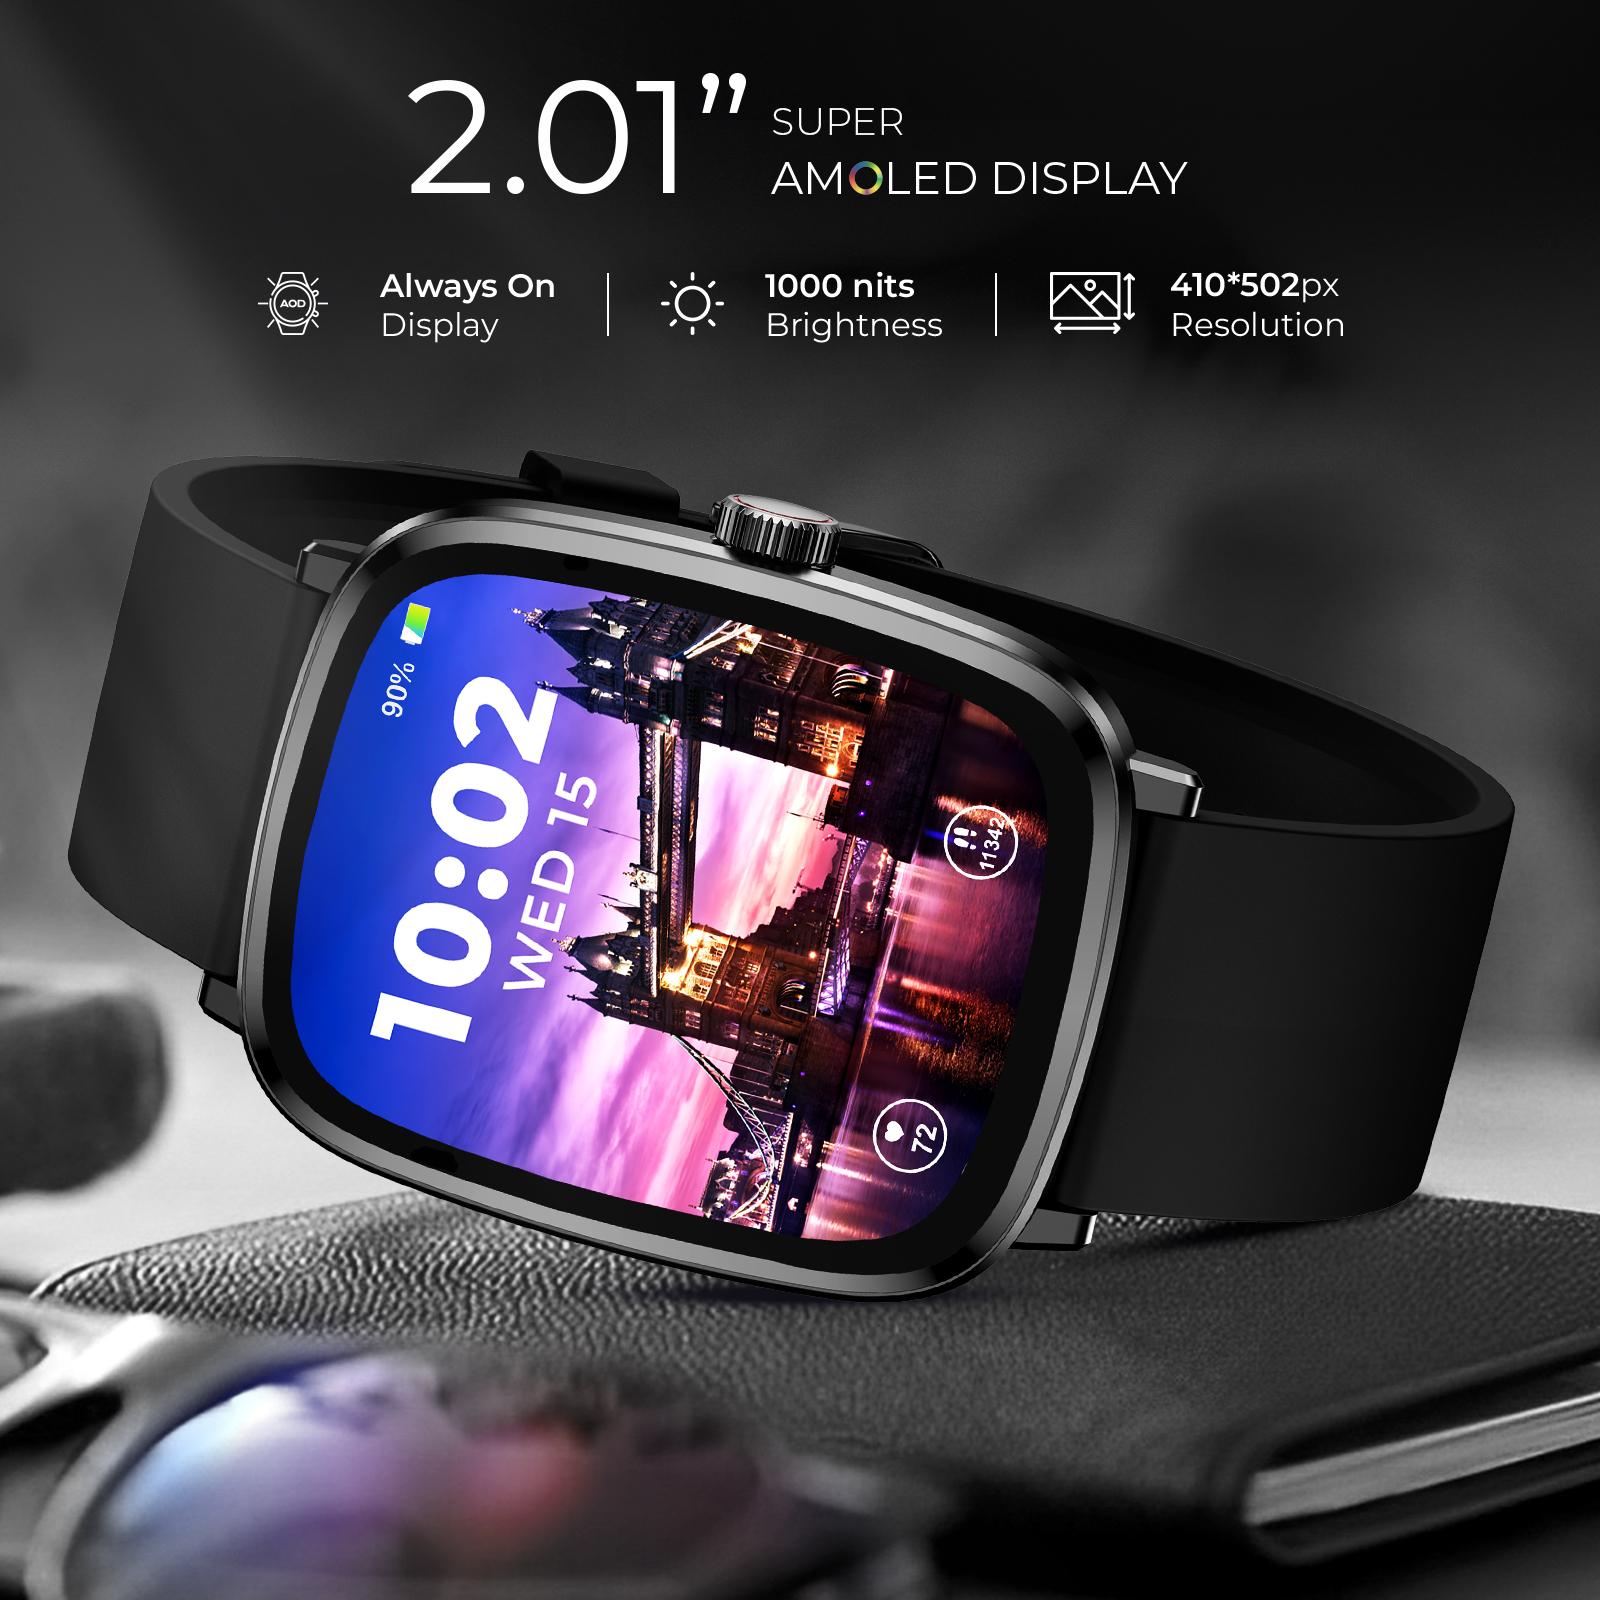 2.01” SUPER
AMOLED DISPLAY
AOD
Always On
Display
1000 nits
Brightness
410*502px
Resolution
90%
10:02
WED 15
11342
72